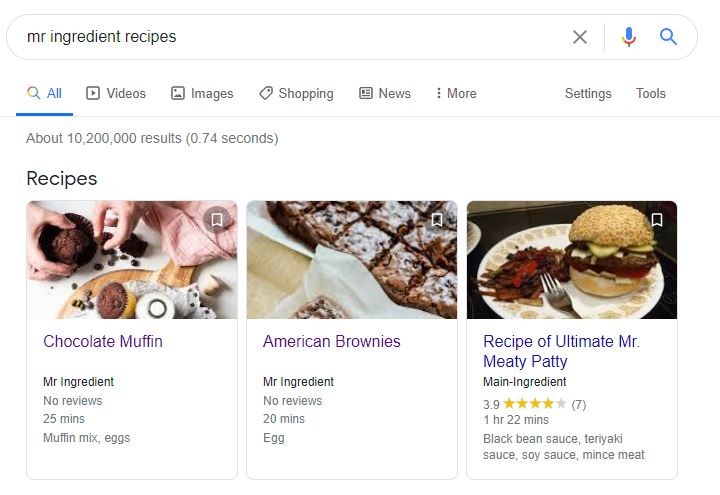 mr ingredient recipes
All Videos Images Shopping News More Settings Tools
About 10,200,000 results (0.74 seconds)
Recipes
Chocolate Muffin
Mr Ingredient
No reviews
25 mins
Muffin mix, eggs
American Brownies
Mr Ingredient
No reviews
20 mins
Egg
Recipe of Ultimate Mr.
Meaty Patty
Main-Ingredient
3.9 (7)
1 hr 22 mins
Black bean sauce, teriyaki
sauce, soy sauce, mince meat